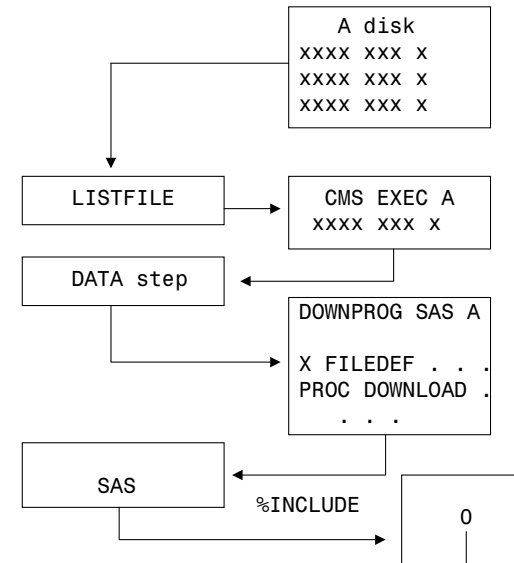 A disk
xxxx xxx x
xxxx xxx x
xxxx xxx x
LISTFILE
CMS EXEC A
xxxx xxx x
DATA step
DOWNPROG SAS A
X FILEDEF . . .
PROC DOWNLOAD .
. . .
SAS
%INCLUDE
O